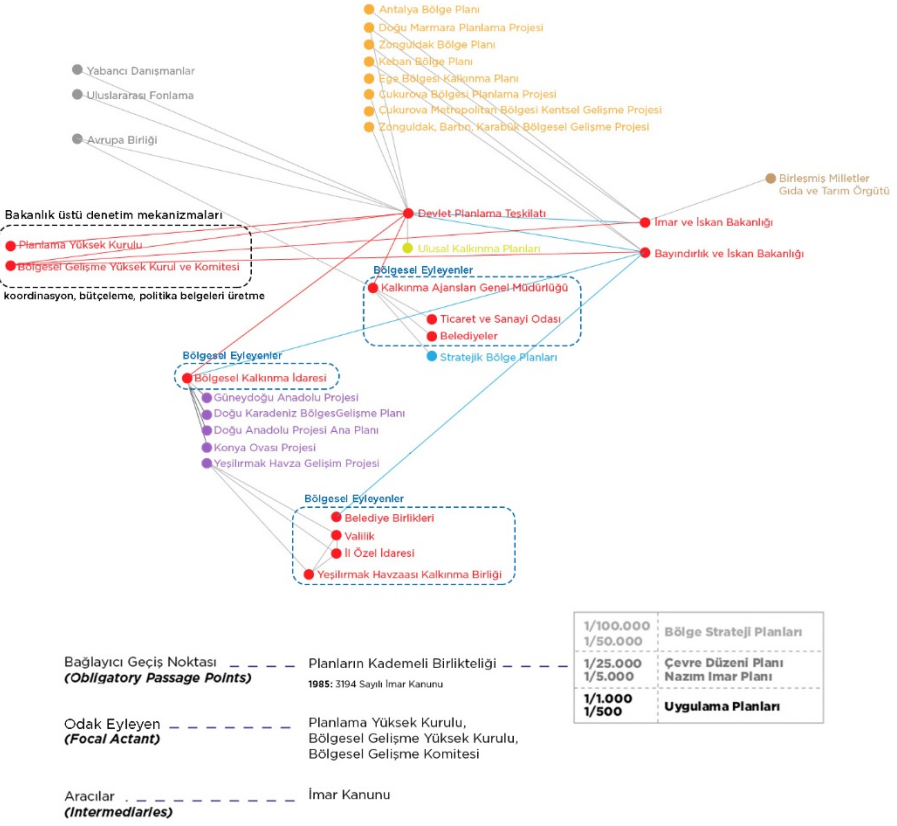 Antalya Bölge Planı
Doğu Marmara Planlama Projesi
Zonguldak Bölge Planı
Keban Bölge Planı
Ege Bölgesi Kalkınma Planı
Çukurova Bölgesi Planlama Projesi
Çukurova Metropolitan Bölgesi Kentsel Gelişme Projesi
Zonguldak, Bartın, Karabük Bölgesel Gelişme Projesi
Yabancı Danışmanlar
Uluslararası Fonlama
Avrupa Birliği
Birleşmiş Milletler
Gıda ve Tarım Örgütü
Bakanlık üstü denetim mekanizmaları
Planlama Yüksek Kurulu
Bölgesel Gelişme Yüksek Kurul ve Komitesi
koordinasyon, bütçeleme, politika belgeleri üretme
Devlet Planlama Teşkilatı
Ulusal Kalkınma Planları
İmar ve İskan Bakanlığı
Bayındırlık ve İskan Bakanlığı
Bölgesel Eyleyenler
Kalkınma Ajansları Genel Müdürlüğü
Ticaret ve Sanayi Odası
Belediyeler
Stratejik Bölge Planları
Bölgesel Eyleyenler
Bölgesel Kalkınma İdaresi
Güneydoğu Anadolu Projesi
Doğu Karadeniz BölgesGelişme Planı
Doğu Anadolu Projesi Ana Planı
Konya Ovası Projesi
Yeşilırmak Havza Gelişim Projesi
Bölgesel Eyleyenler
Belediye Birlikleri
Valilik
İl Özel İdaresi
Yeşilırmak Havzaası Kalkınma Birliği
Bağlayıcı Geçiş Noktası
(Obligatory Passage Points)
Planların Kademeli Birlikteliği
1985: 3194 Sayılı İmar Kanunu
1/100.000
1/50.000
Bölge Strateji Planları
1/25.000
1/5.000
Çevre Düzeni Planı
Nazım Imar Planı
1/1.000
1/500
Uygulama Planları
Odak Eyleyen
(Focal Actant)
Planlama Yüksek Kurulu,
Bölgesel Gelişme Yüksek Kurulu,
Bölgesel Gelişme Komitesi
Aracılar
(Intermediaries)
İmar Kanunu